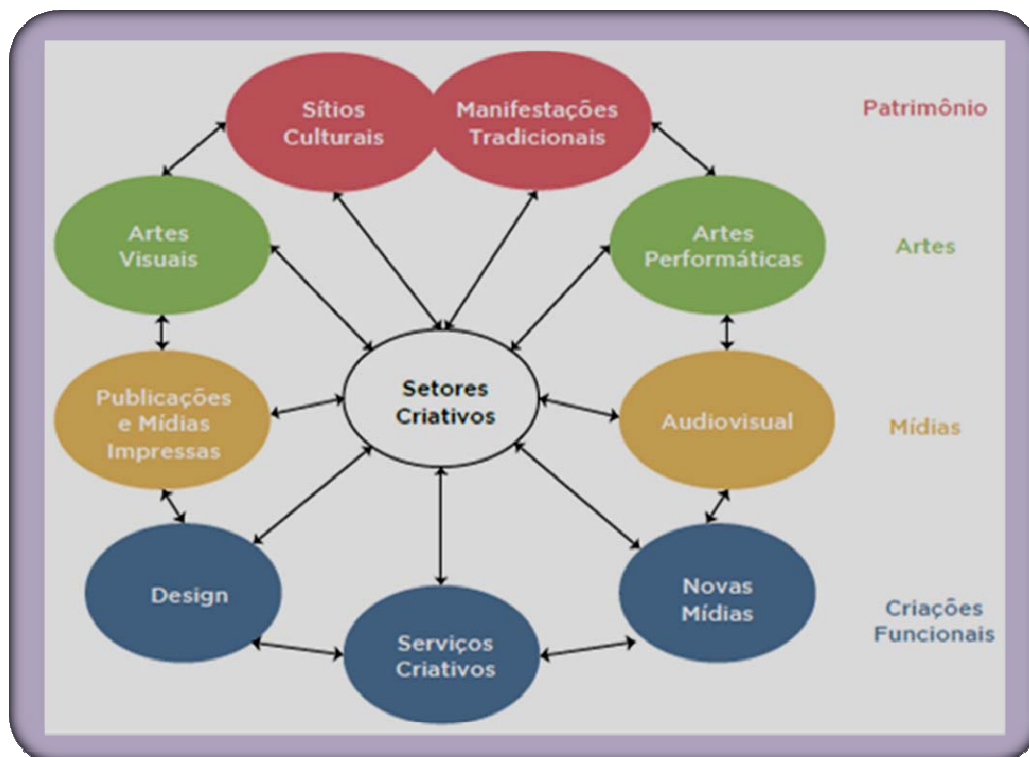 Sítios
Culturais
Manifestações
Tradicionais
Patrimônio
Artes
Visuais
Artes
Performáticas
Artes
Setores
Criativos
Publicações
e Mídias
Impressas
Audiovisual
Mídias
Design
Serviços
Criativos
Novas
Mídias
Criações
Funcionais